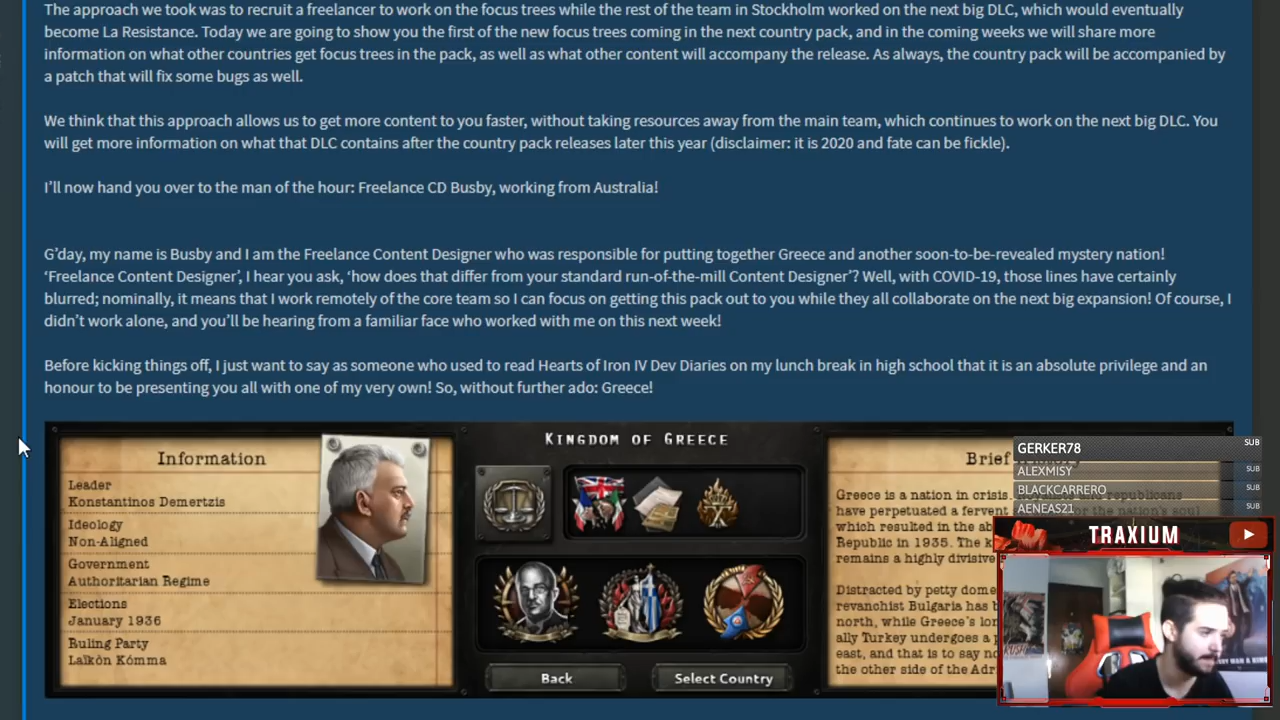 The approach we took was to recruit a freelancer to work on the focus trees while the rest of the team in Stockholm worked on the next big DLC, which would eventually
become La Resistance. Today we are going to show you the first of the new focus trees coming in the next country pack, and in the coming weeks we will share more
information on what other countries get focus trees in the pack, as well as what other content will accompany the release. As always, the country pack will be accompanied by
a patch that will fix some bugs as well.
We think that this approach allows us to get more content to you faster, without taking resources away from the main team, which continues to work on the next big DLC. You
will get more information on what that DLC contains after the country pack releases later this year (disclaimer: it is 2020 and fate can be fickle).
I'll now hand you over to the man of the hour: Freelance CD Busby, working from Australia!
G'day, my name is Busby and I am the Freelance Content Designer who was responsible for putting together Greece and another soon-to-be-revealed mystery nation!
'Freelance Content Designer', I hear you ask, 'how does that differ from your standard run-of-the-mill Content Designer'? Well, with COVID-19, those lines have certainly
blurred; nominally, it means that I work remotely of the core team so I can focus on getting this pack out to you while they all collaborate on the next big expansion! Of course, I
didn't work alone, and you'll be hearing from a familiar face who worked with me on this next week!
Before kicking things off, I just want to say as someone who used to read Hearts of Iron IV Dev Diaries on my lunch break in high school that it is an absolute privilege and an
honour to be presenting you all with one of my very own! So, without further ado: Greece!
Kingdom of Greece
Information
Leader
Konstantinos Demertzis
Ideology
Non-Aligned
Government
Authoritarian Regime
Elections
January 1936
Ruling Party
Laïkòn Kómma
Back
Select Country
Brief
Greece is a nation in crisis.
have perpetuated a fervent
which resulted in the ab
Republic in 1935. The k
remains a highly divisive
Distracted by petty dome
revanchist Bulgaria has b
north, while Greece's lon
ally Turkey undergoes a p
east, and that is to say no
the other side of the Adr
GERKER78 SUB
ALEXMISY SUB
BLACKCARRERO SUB
AENEAS21 SUB
TRAXIUM